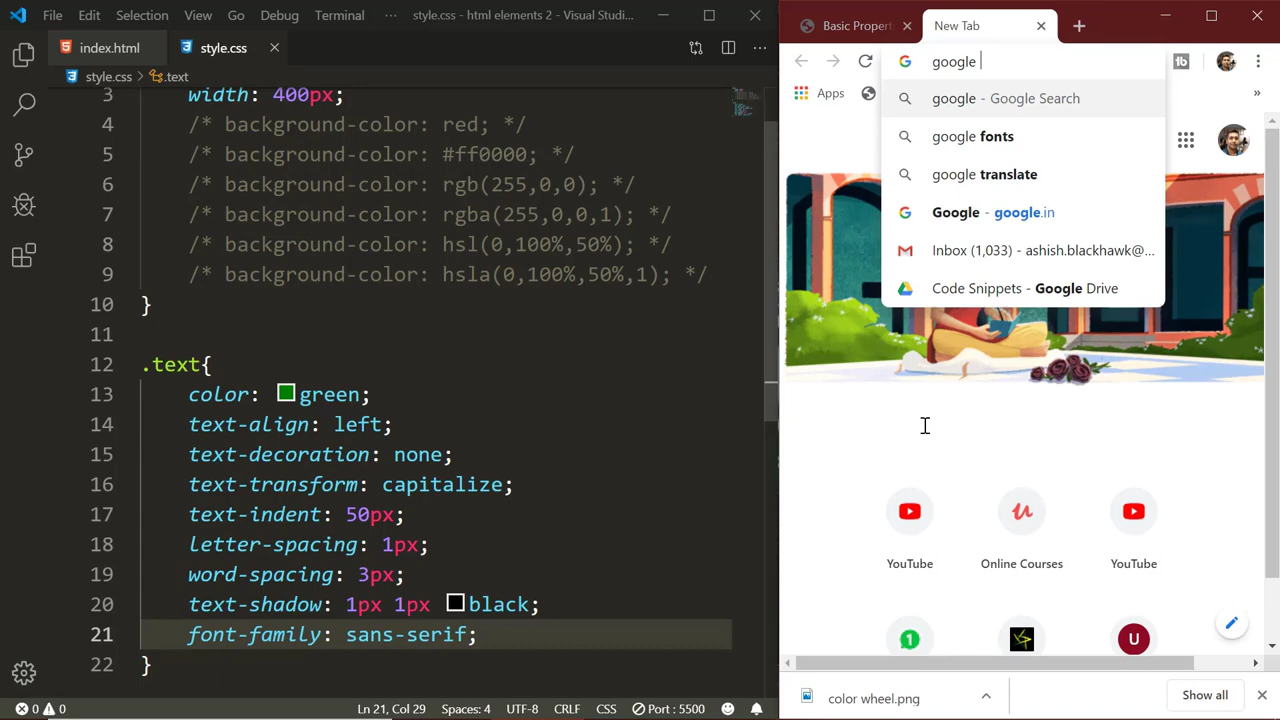 File Edit Selection View Go Debug Terminal ··· style.css - html elements 2 - Visual Studi...
index.html style.css
style.css > .text
3 width: 400px;
4 /* background-color: red; */
5 /* background-color: #ff0000; */
6 /* background-color: rgb(255,0,0); */
7 /* background-color: rgba(255,0,0,1); */
8 /* background-color: hsl(0,100%,50%); */
9 /* background-color: hsla(0,100%,50%,1); */
10 }
11
12 .text{
13 color: green;
14 text-align: left;
15 text-decoration: none;
16 text-transform: capitalize;
17 text-indent: 50px;
18 letter-spacing: 1px;
19 word-spacing: 3px;
20 text-shadow: 1px 1px black;
21 font-family: sans-serif;
22 }
0 0 Ln 21, Col 29 Spaces: 4 UTF-8 CRLF CSS Port : 5500
Basic Propert New Tab
google
Apps »
google - Google Search
google fonts
google translate
Google - google.in
Inbox (1,033) - ashish.blackhawk@...
Code Snippets - Google Drive
YouTube Online Courses YouTube
1 U
color wheel.png Show all